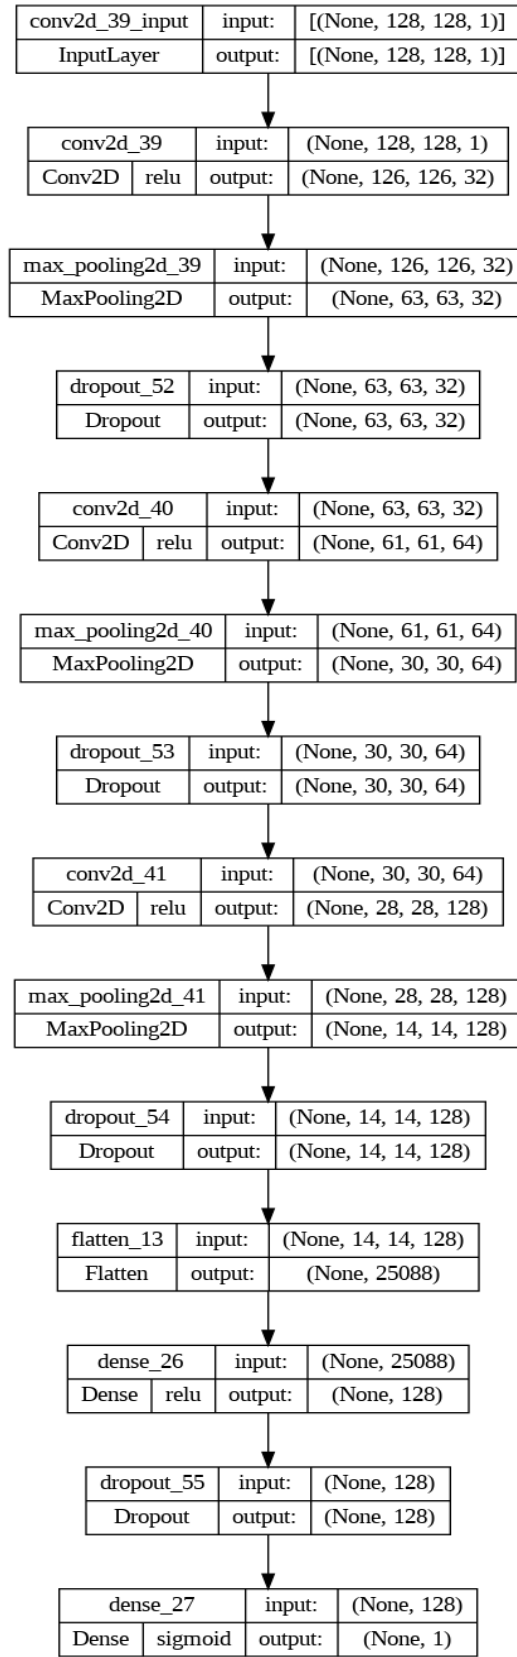 conv2d_39_input input: [(None, 128, 128, 1)]
InputLayer output: [(None, 128, 128, 1)]
conv2d_39 input: (None, 128, 128, 1)
Conv2D relu output: (None, 126, 126, 32)
max_pooling2d_39 input: (None, 126, 126, 32)
MaxPooling2D output: (None, 63, 63, 32)
dropout_52 input: (None, 63, 63, 32)
Dropout output: (None, 63, 63, 32)
conv2d_40 input: (None, 63, 63, 32)
Conv2D relu output: (None, 61, 61, 64)
max_pooling2d_40 input: (None, 61, 61, 64)
MaxPooling2D output: (None, 30, 30, 64)
dropout_53 input: (None, 30, 30, 64)
Dropout output: (None, 30, 30, 64)
conv2d_41 input: (None, 30, 30, 64)
Conv2D relu output: (None, 28, 28, 128)
max_pooling2d_41 input: (None, 28, 28, 128)
MaxPooling2D output: (None, 14, 14, 128)
dropout_54 input: (None, 14, 14, 128)
Dropout output: (None, 14, 14, 128)
flatten_13 input: (None, 14, 14, 128)
Flatten output: (None, 25088)
dense_26 input: (None, 25088)
Dense relu output: (None, 128)
dropout_55 input: (None, 128)
Dropout output: (None, 128)
dense_27 input: (None, 128)
Dense sigmoid output: (None, 1)